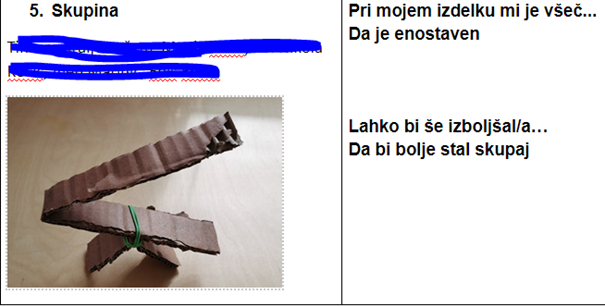 5. Skupina
Pri mojem izdelku mi je všeč...
Da je enostaven
Lahko bi še izboljšal/a…
Da bi bolje stal skupaj